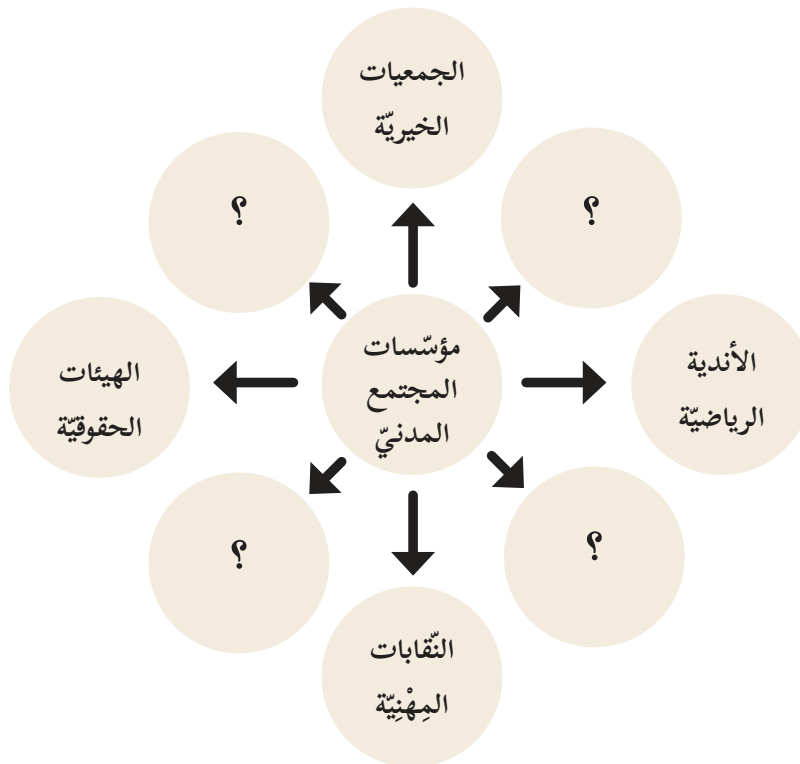 الجمعيات
الخيريّة
؟
؟
مؤسّسات
المجتمع
المدنيّ
الأندية
الرياضيّة
الهيئات
الحقوقيّة
؟
؟
النّقابات
المِهْنِيّة